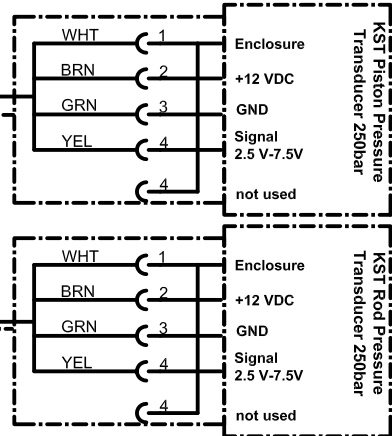 WHT 1 Enclosure
BRN 2 +12 VDC
GRN 3 GND
YEL 4 Signal
2.5 V-7.5V
4 not used
KST Piston Pressure
Transducer 250bar
WHT 1 Enclosure
BRN 2 +12 VDC
GRN 3 GND
YEL 4 Signal
2.5 V-7.5V
4 not used
KST Rod Pressure
Transducer 250bar